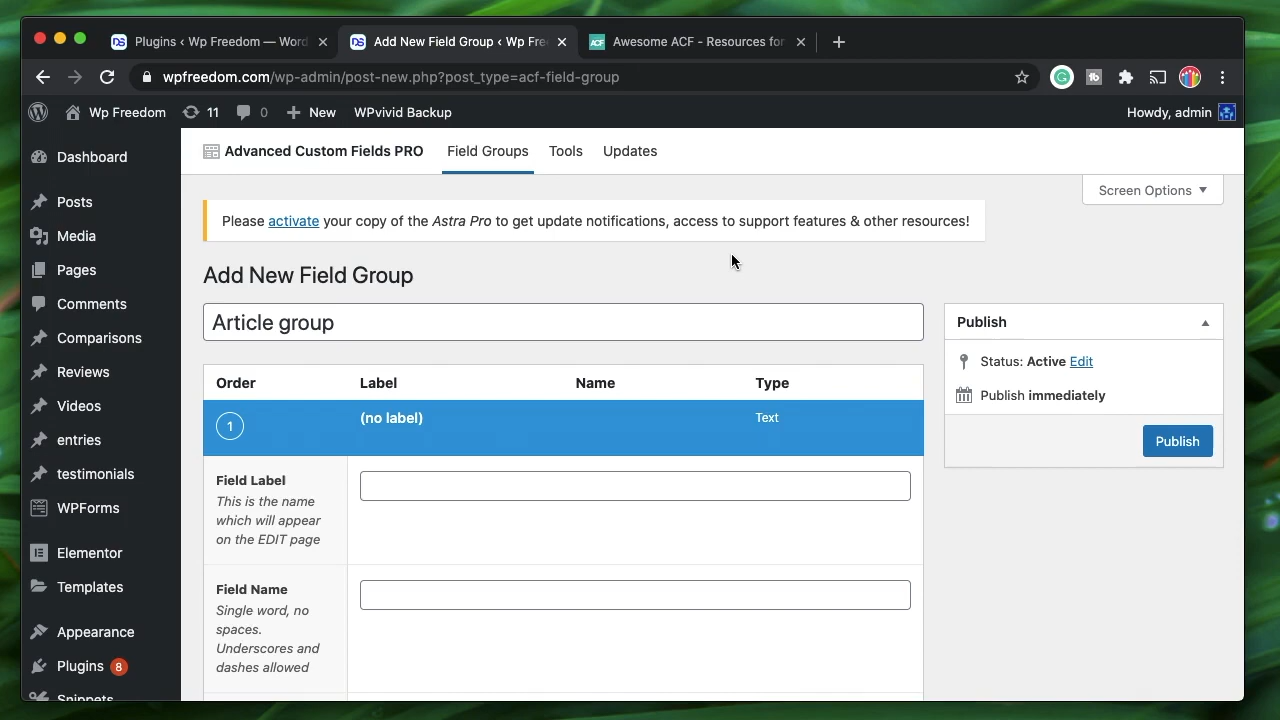 Plugins ‹ Wp Freedom — Word
Add New Field Group ‹ Wp Fre
Awesome ACF - Resources for
wpfreedom.com/wp-admin/post-new.php?post_type=acf-field-group
Wp Freedom
11
0
New
WPvivid Backup
Howdy, admin
Dashboard
Posts
Media
Pages
Comments
Comparisons
Reviews
Videos
entries
testimonials
WPForms
Elementor
Templates
Appearance
Plugins 8
Snippets
Advanced Custom Fields PRO
Field Groups
Tools
Updates
Screen Options
Please activate your copy of the Astra Pro to get update notifications, access to support features & other resources!
Add New Field Group
Article group
Order
Label
Name
Type
1
(no label)
Text
Field Label
This is the name
which will appear
on the EDIT page
Field Name
Single word, no
spaces.
Underscores and
dashes allowed
Publish
Status: Active Edit
Publish immediately
Publish